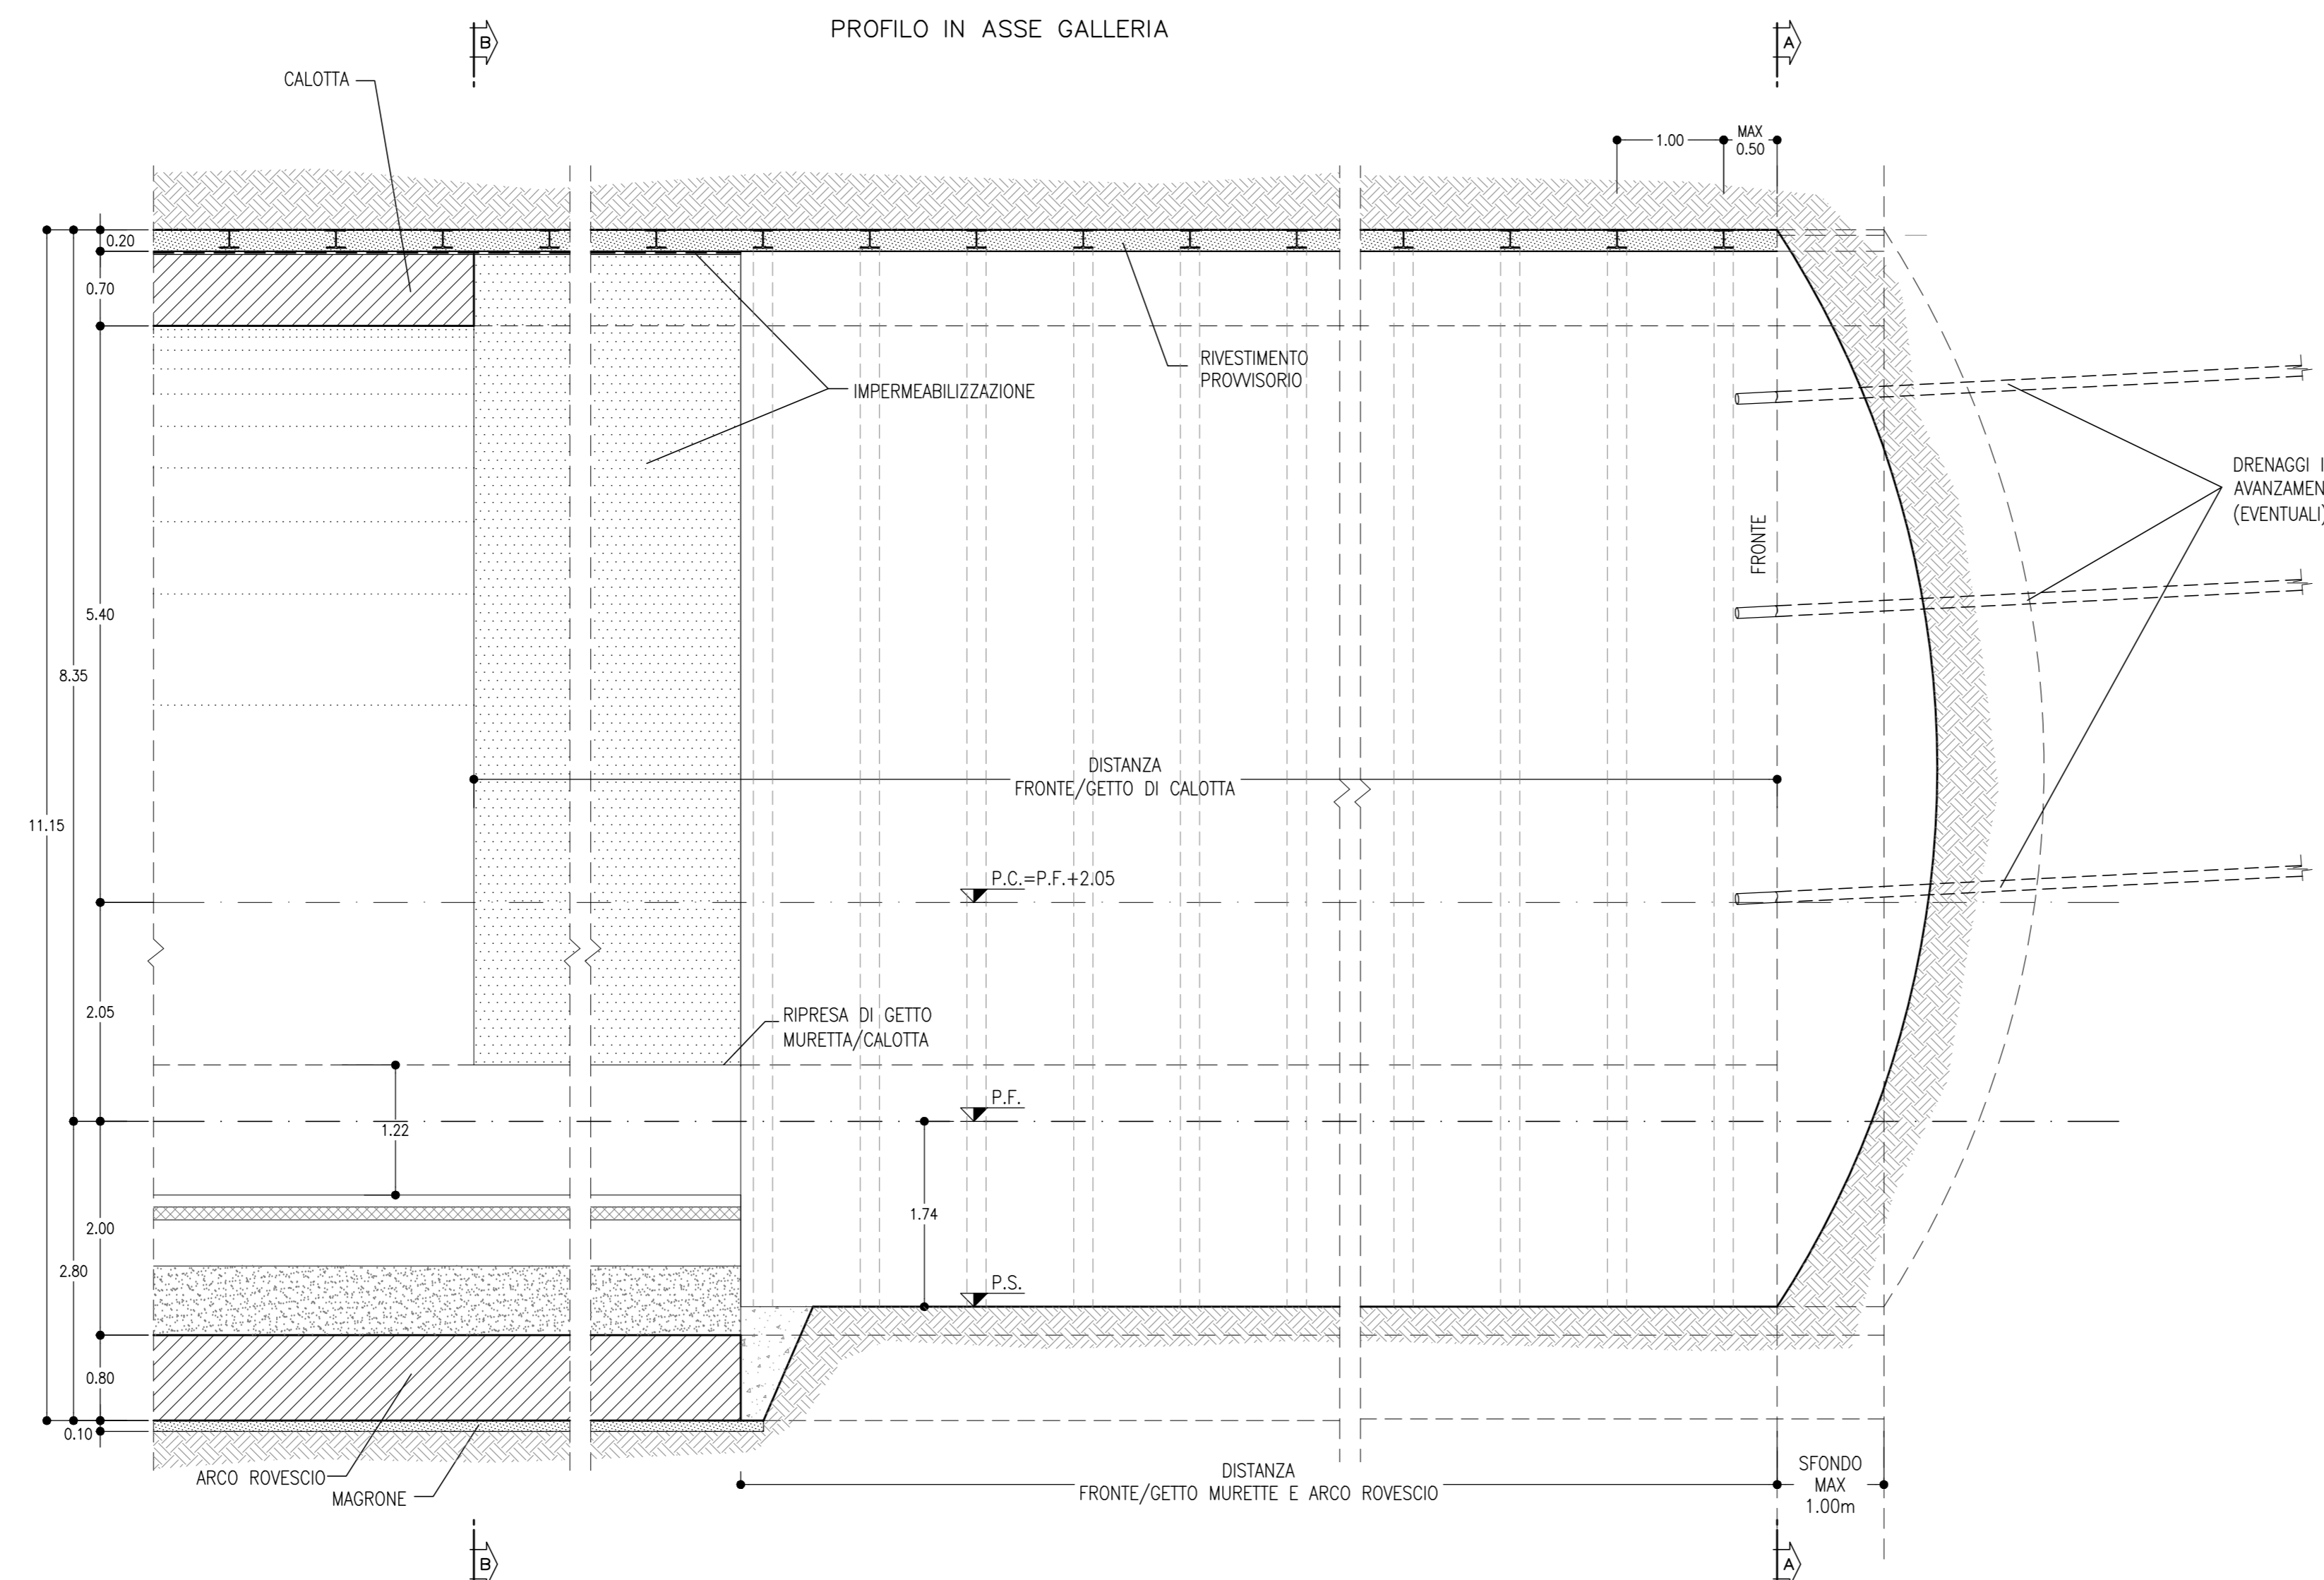 PROFILO IN ASSE GALLERIA
B
A
CALOTTA
1.00
MAX
0.50
0.20
0.70
RIVESTIMENTO
PROVVISORIO
IMPERMEABILIZZAZIONE
DRENAGGI
AVANZAMEN
(EVENTUALI)
FRONTE
5.40
8.35
DISTANZA
FRONTE/GETTO DI CALOTTA
11.15
P.C.=P.F.+2.05
2.05
RIPRESA DI GETTO
MURETTA/CALOTTA
P.F.
1.22
1.74
2.00
2.80
P.S.
0.80
0.10
ARCO ROVESCIO
MAGRONE
DISTANZA
FRONTE/GETTO MURETTE E ARCO ROVESCIO
SFONDO
MAX
1.00m
B
A